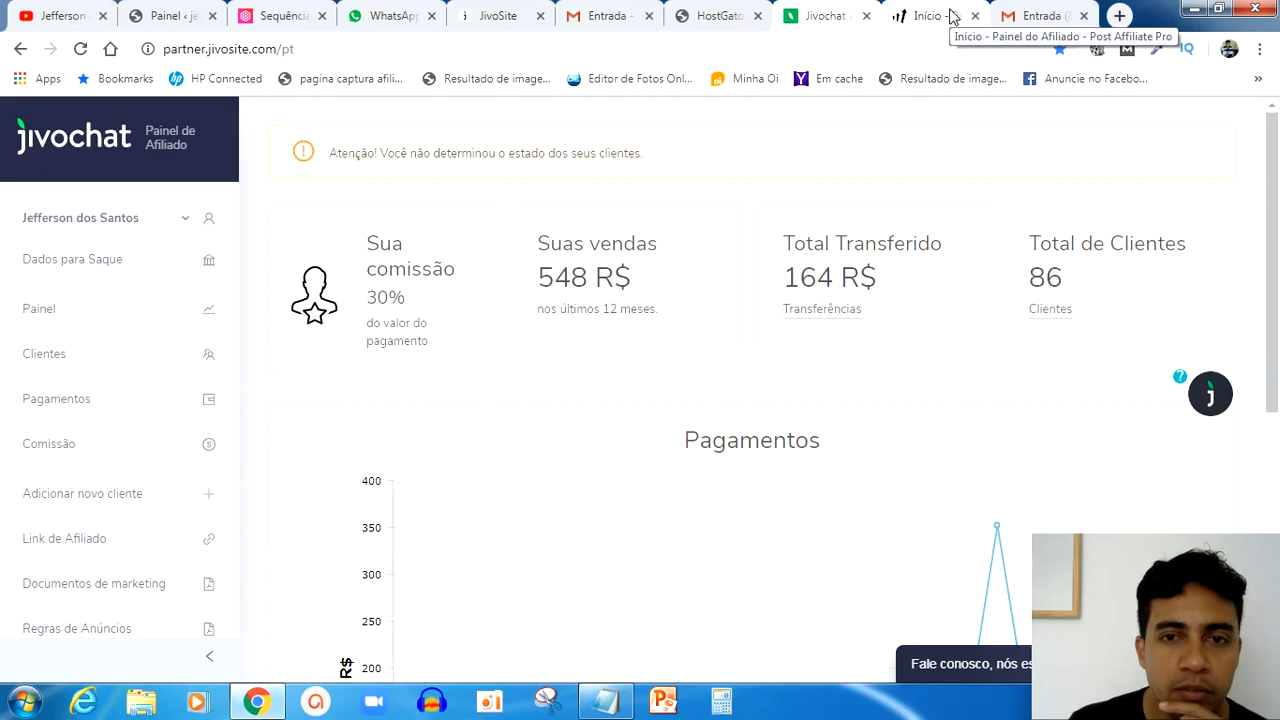 Jefferson
Painel ‹ je
Sequência
WhatsApp
JivoSite
Entrada -
HostGato
Jivochat -
Início -
Entrada (8
Início - Painel do Afiliado - Post Affiliate Pro
partner.jivosite.com/pt
Apps
Bookmarks
HP Connected
pagina captura afili...
Resultado de image...
Editor de Fotos Onl...
Minha Oi
Em cache
Resultado de image...
Anuncie no Facebo...
»
jivochat
Painel de
Afiliado
Atenção! Você não determinou o estado dos seus clientes.
Jefferson dos Santos
Dados para Saque
Painel
Clientes
Pagamentos
Comissão
Adicionar novo cliente
Link de Afiliado
Documentos de marketing
Regras de Anúncios
Sua
comissão
30%
do valor do
pagamento
Suas vendas
548 R$
nos últimos 12 meses.
Total Transferido
164 R$
Transferências
Total de Clientes
86
Clientes
?
Pagamentos
400
350
300
250
200
R$
Fale conosco, nós es